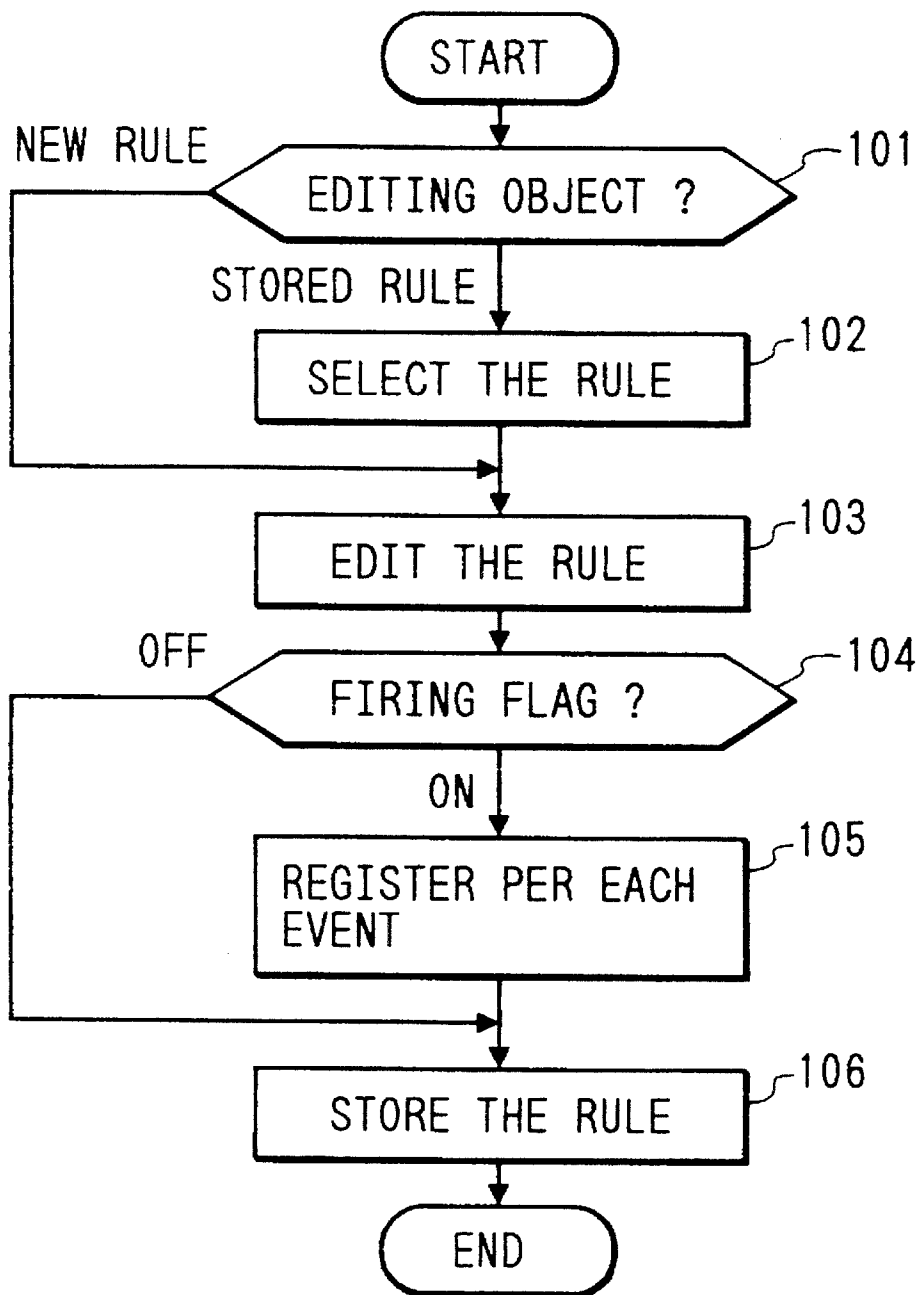 START
NEW RULE
101
EDITING OBJECT ?
STORED RULE
102
SELECT THE RULE
103
EDIT THE RULE
OFF
104
FIRING FLAG ?
ON
105
REGISTER PER EACH
EVENT
106
STORE THE RULE
END